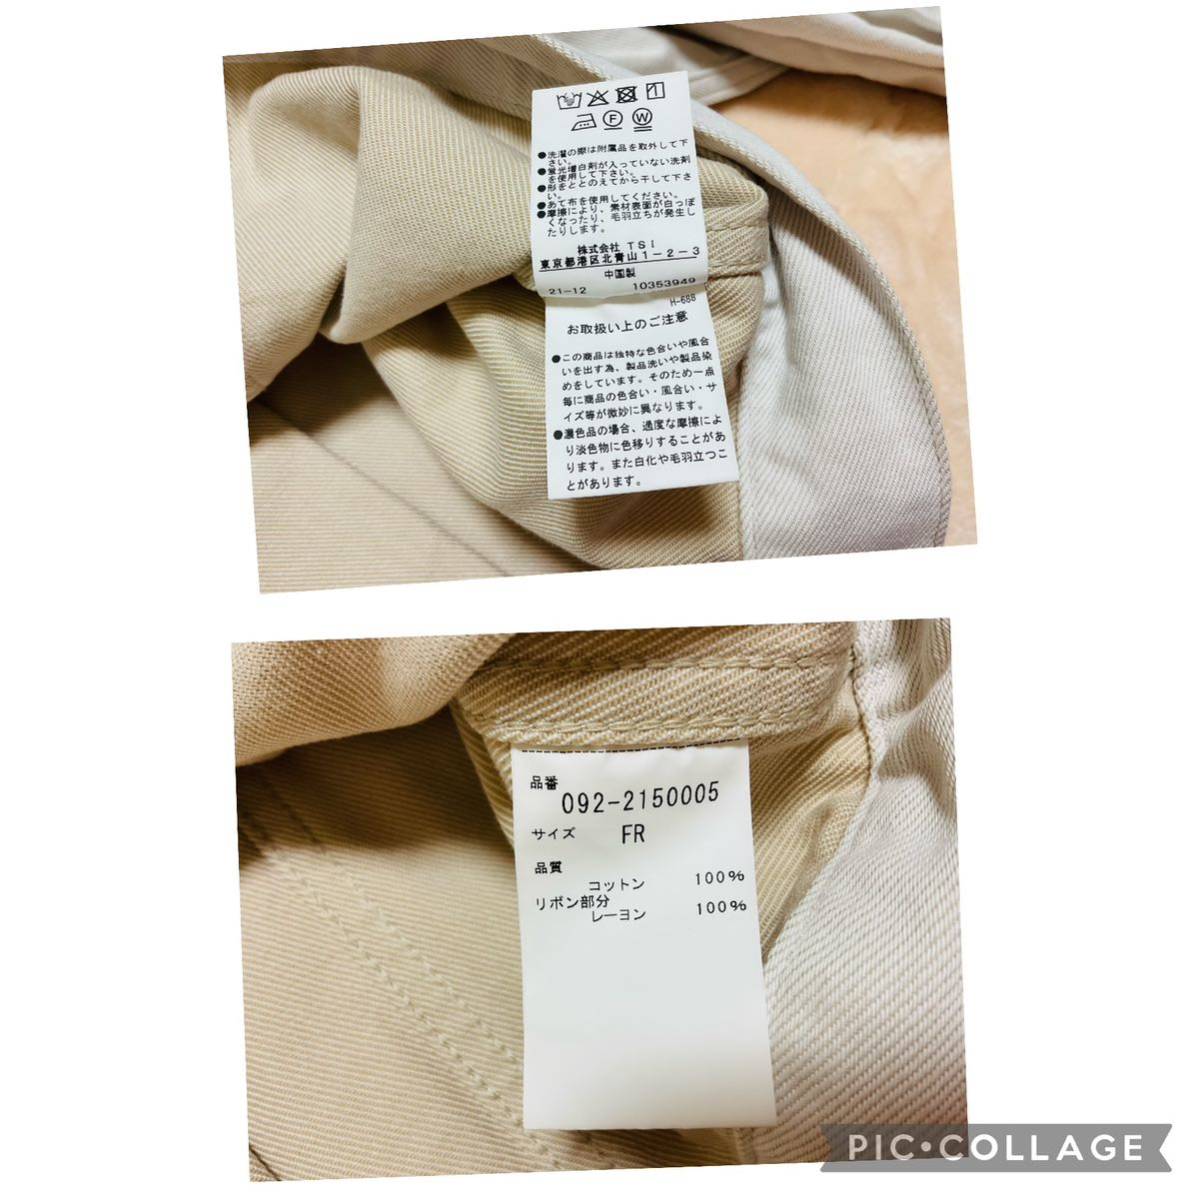 ●洗濯の際は附属品を取外して下
さい。
●蛍光増白剤が入っていない洗剤
を使用して下さい。
●形をととのえてから干して下さ
い。
●あて布を使用してください。
●摩擦により、素材表面が白っぽ
くなったり、毛羽立ちが発生し
たりします。
株式会社 TSI
東京都港区北青山1-2-3
中国製
21-12 10353949
H-688
お取扱い上のご注意
●この商品は独特な色合いや風合
いを出す為、製品洗いや製品染
めをしています。そのため一点
毎に商品の色合い・風合い・サ
イズ等が微妙に異なります。
●濃色品の場合、過度な摩擦によ
り淡色物に色移りすることがあ
ります。また白化や毛羽立つこ
とがあります。
品番
092-2150005
サイズ FR
品質
コットン 100%
リボン部分
レーヨン 100%
PIC•COLLAGE